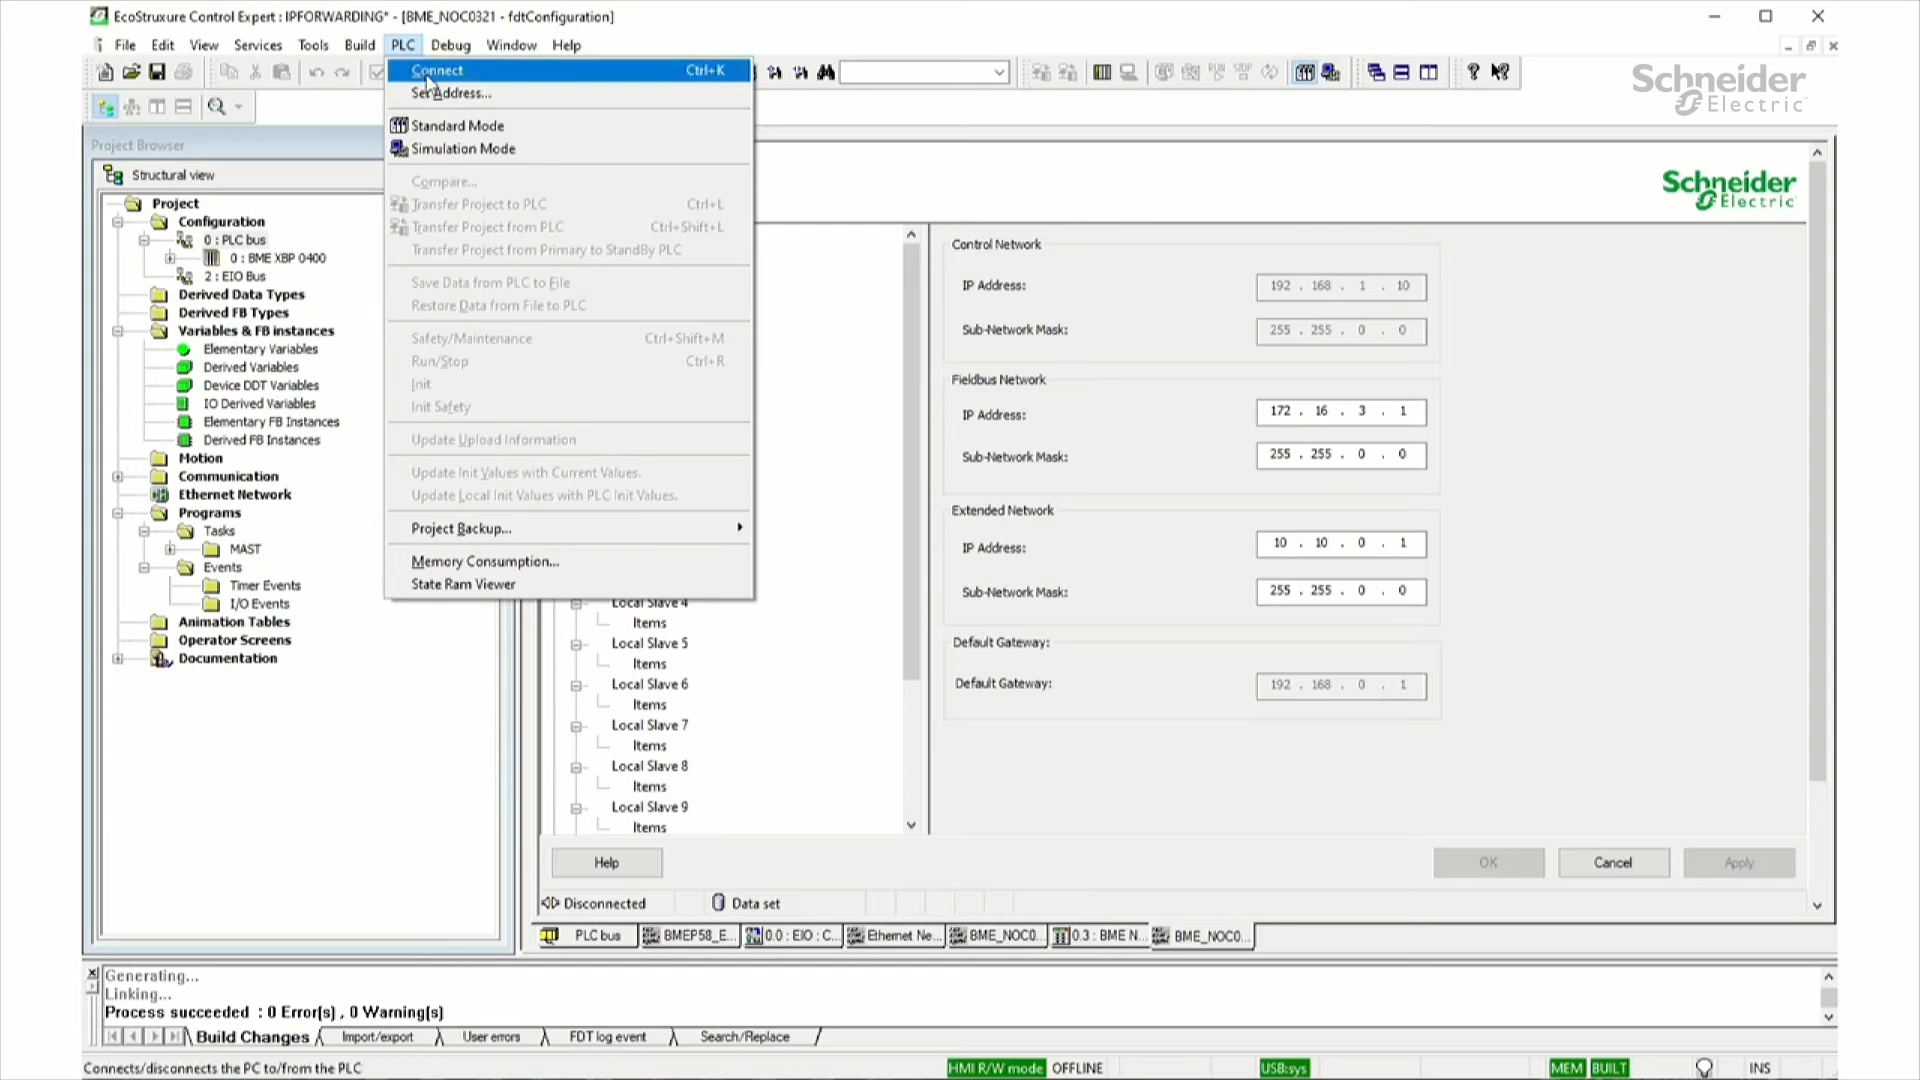 EcoStruxure Control Expert : IPFORWARDING* - [BME_NOC0321 - fdtConfiguration]
File Edit View Services Tools Build PLC Debug Window Help
Schneider Electric
Project Browser
Structural view
Project
Configuration
0 : PLC bus
0 : BME XBP 0400
2 : EIO Bus
Derived Data Types
Derived FB Types
Variables & FB instances
Elementary Variables
Derived Variables
Device DDT Variables
IO Derived Variables
Elementary FB Instances
Derived FB Instances
Motion
Communication
Ethernet Network
Programs
Tasks
MAST
Events
Timer Events
I/O Events
Animation Tables
Operator Screens
Documentation
Connect Ctrl+K
Set Address...
Standard Mode
Simulation Mode
Compare...
Transfer Project to PLC Ctrl+L
Transfer Project from PLC Ctrl+Shift+L
Transfer Project from Primary to StandBy PLC
Save Data from PLC to File
Restore Data from File to PLC
Safety/Maintenance Ctrl+Shift+M
Run/Stop Ctrl+R
Init
Init Safety
Update Upload Information
Update Init Values with Current Values.
Update Local Init Values with PLC Init Values.
Project Backup...
Memory Consumption...
State Ram Viewer
Local Slave 4
Items
Local Slave 5
Items
Local Slave 6
Items
Local Slave 7
Items
Local Slave 8
Items
Local Slave 9
Items
Schneider Electric
Control Network
IP Address: 192 . 168 . 1 . 10
Sub-Network Mask: 255 . 255 . 0 . 0
Fieldbus Network
IP Address: 172 . 16 . 3 . 1
Sub-Network Mask: 255 . 255 . 0 . 0
Extended Network
IP Address: 10 . 10 . 0 . 1
Sub-Network Mask: 255 . 255 . 0 . 0
Default Gateway:
Default Gateway: 192 . 168 . 0 . 1
Help OK Cancel Apply
Disconnected Data set
PLC bus BMEP58_E... 0.0 : EIO : C... Ethernet Ne... BME_NOC0... 0.3 : BME N... BME_NOC0...
Generating...
Linking...
Process succeeded : 0 Error(s) , 0 Warning(s)
Build Changes Import/export User errors FDT log event Search/Replace
Connects/disconnects the PC to/from the PLC HMI R/W mode OFFLINE USB:sys MEM BUILT INS